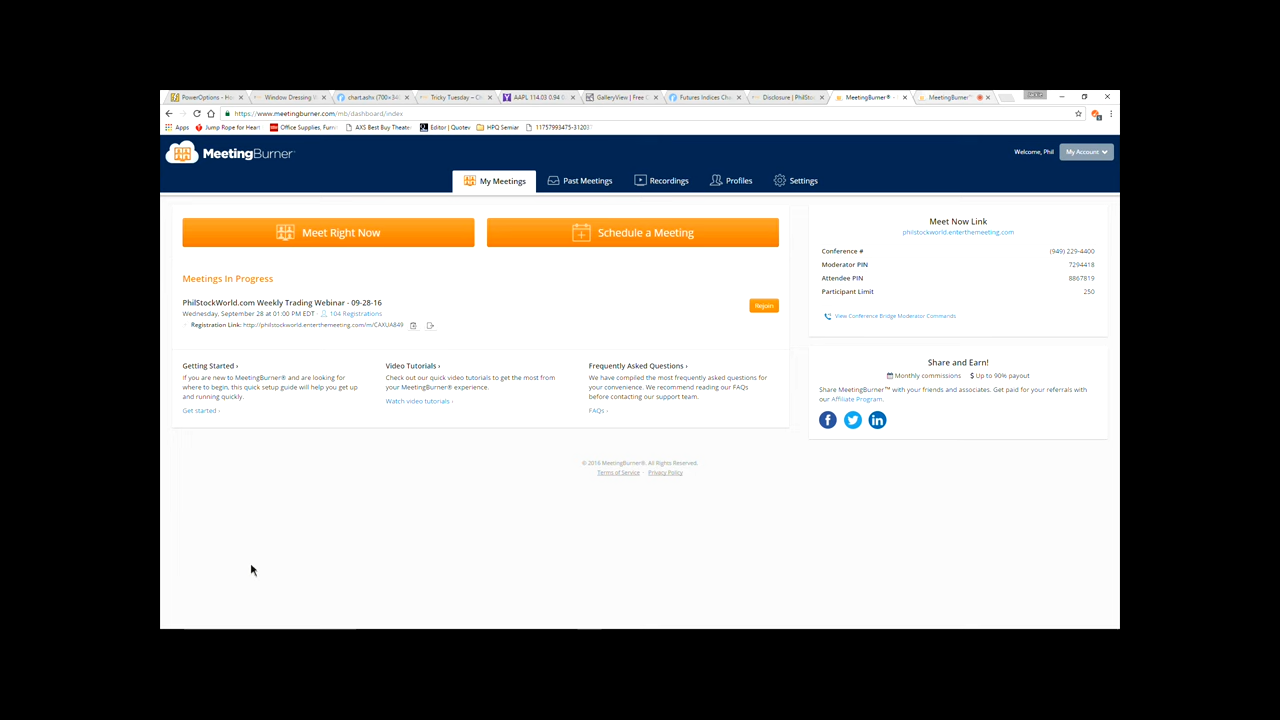 PowerOptions - Ho
Window Dressing
chart.ashx (700×34
Tricky Tuesday – Ch
AAPL 114.03 0.94 0
GalleryView | Free C
Futures Indices Cha
Disclosure | PhilSto
MeetingBurner® -
MeetingBurner™
https://www.meetingburner.com/mb/dashboard/index
Apps
Jump Rope for Heart
Office Supplies, Furn
AXS Best Buy Theate
Editor | Quotev
HPQ Semiar
11757993475-31203
MeetingBurner
Welcome, Phil
My Account
My Meetings
Past Meetings
Recordings
Profiles
Settings
Meet Right Now
Schedule a Meeting
Meetings In Progress
PhilStockWorld.com Weekly Trading Webinar - 09-28-16
Wednesday, September 28 at 01:00 PM EDT · 104 Registrations
Registration Link: http://philstockworld.enterthemeeting.com/m/CAXUA849
Rejoin
Getting Started ›
If you are new to MeetingBurner® and are looking for
where to begin, this quick setup guide will help you get up
and running quickly.
Get started ›
Video Tutorials ›
Check out our quick video tutorials to get the most from
your MeetingBurner® experience.
Watch video tutorials ›
Frequently Asked Questions ›
We have compiled the most frequently asked questions for
your convenience. We recommend reading our FAQs
before contacting our support team.
FAQs ›
Meet Now Link
philstockworld.enterthemeeting.com
Conference # (949) 229-4400
Moderator PIN 7294418
Attendee PIN 8867819
Participant Limit 250
View Conference Bridge Moderator Commands
Share and Earn!
Monthly commissions $ Up to 90% payout
Share MeetingBurner™ with your friends and associates. Get paid for your referrals with
our Affiliate Program.
© 2016 MeetingBurner®. All Rights Reserved.
Terms of Service · Privacy Policy